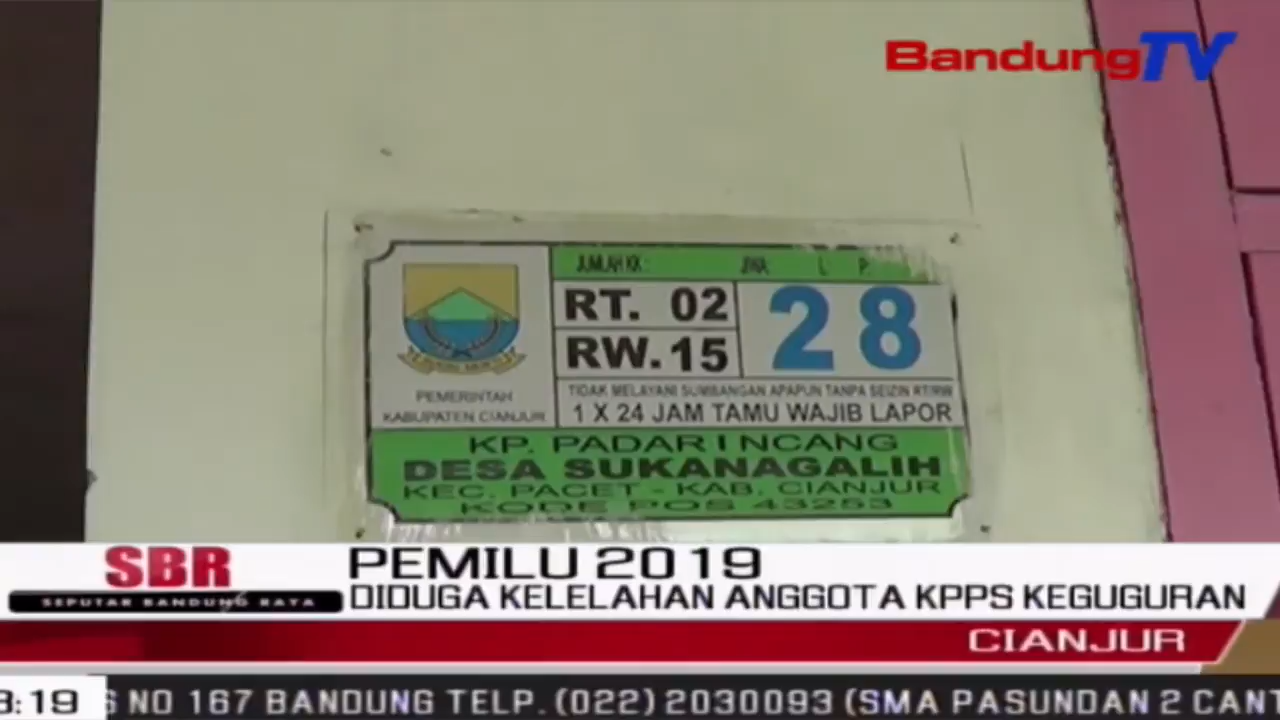 BandungTV
JUMLAH KK: JIWA: L: P:
RT. 02
RW. 15
28
PEMERINTAH
KABUPATEN CIANJUR
TIDAK MELAYANI SUMBANGAN APAPUN TANPA SEIZIN RT/RW
1 X 24 JAM TAMU WAJIB LAPOR
KP. PADARINCANG
DESA SUKANAGALIH
KEC. PACET - KAB. CIANJUR
KODE POS 43253
SBR
SEPUTAR BANDUNG RAYA
PEMILU 2019
DIDUGA KELELAHAN ANGGOTA KPPS KEGUGURAN
CIANJUR
:19 NO 167 BANDUNG TELP. (022) 2030093 (SMA PASUNDAN 2 CANT